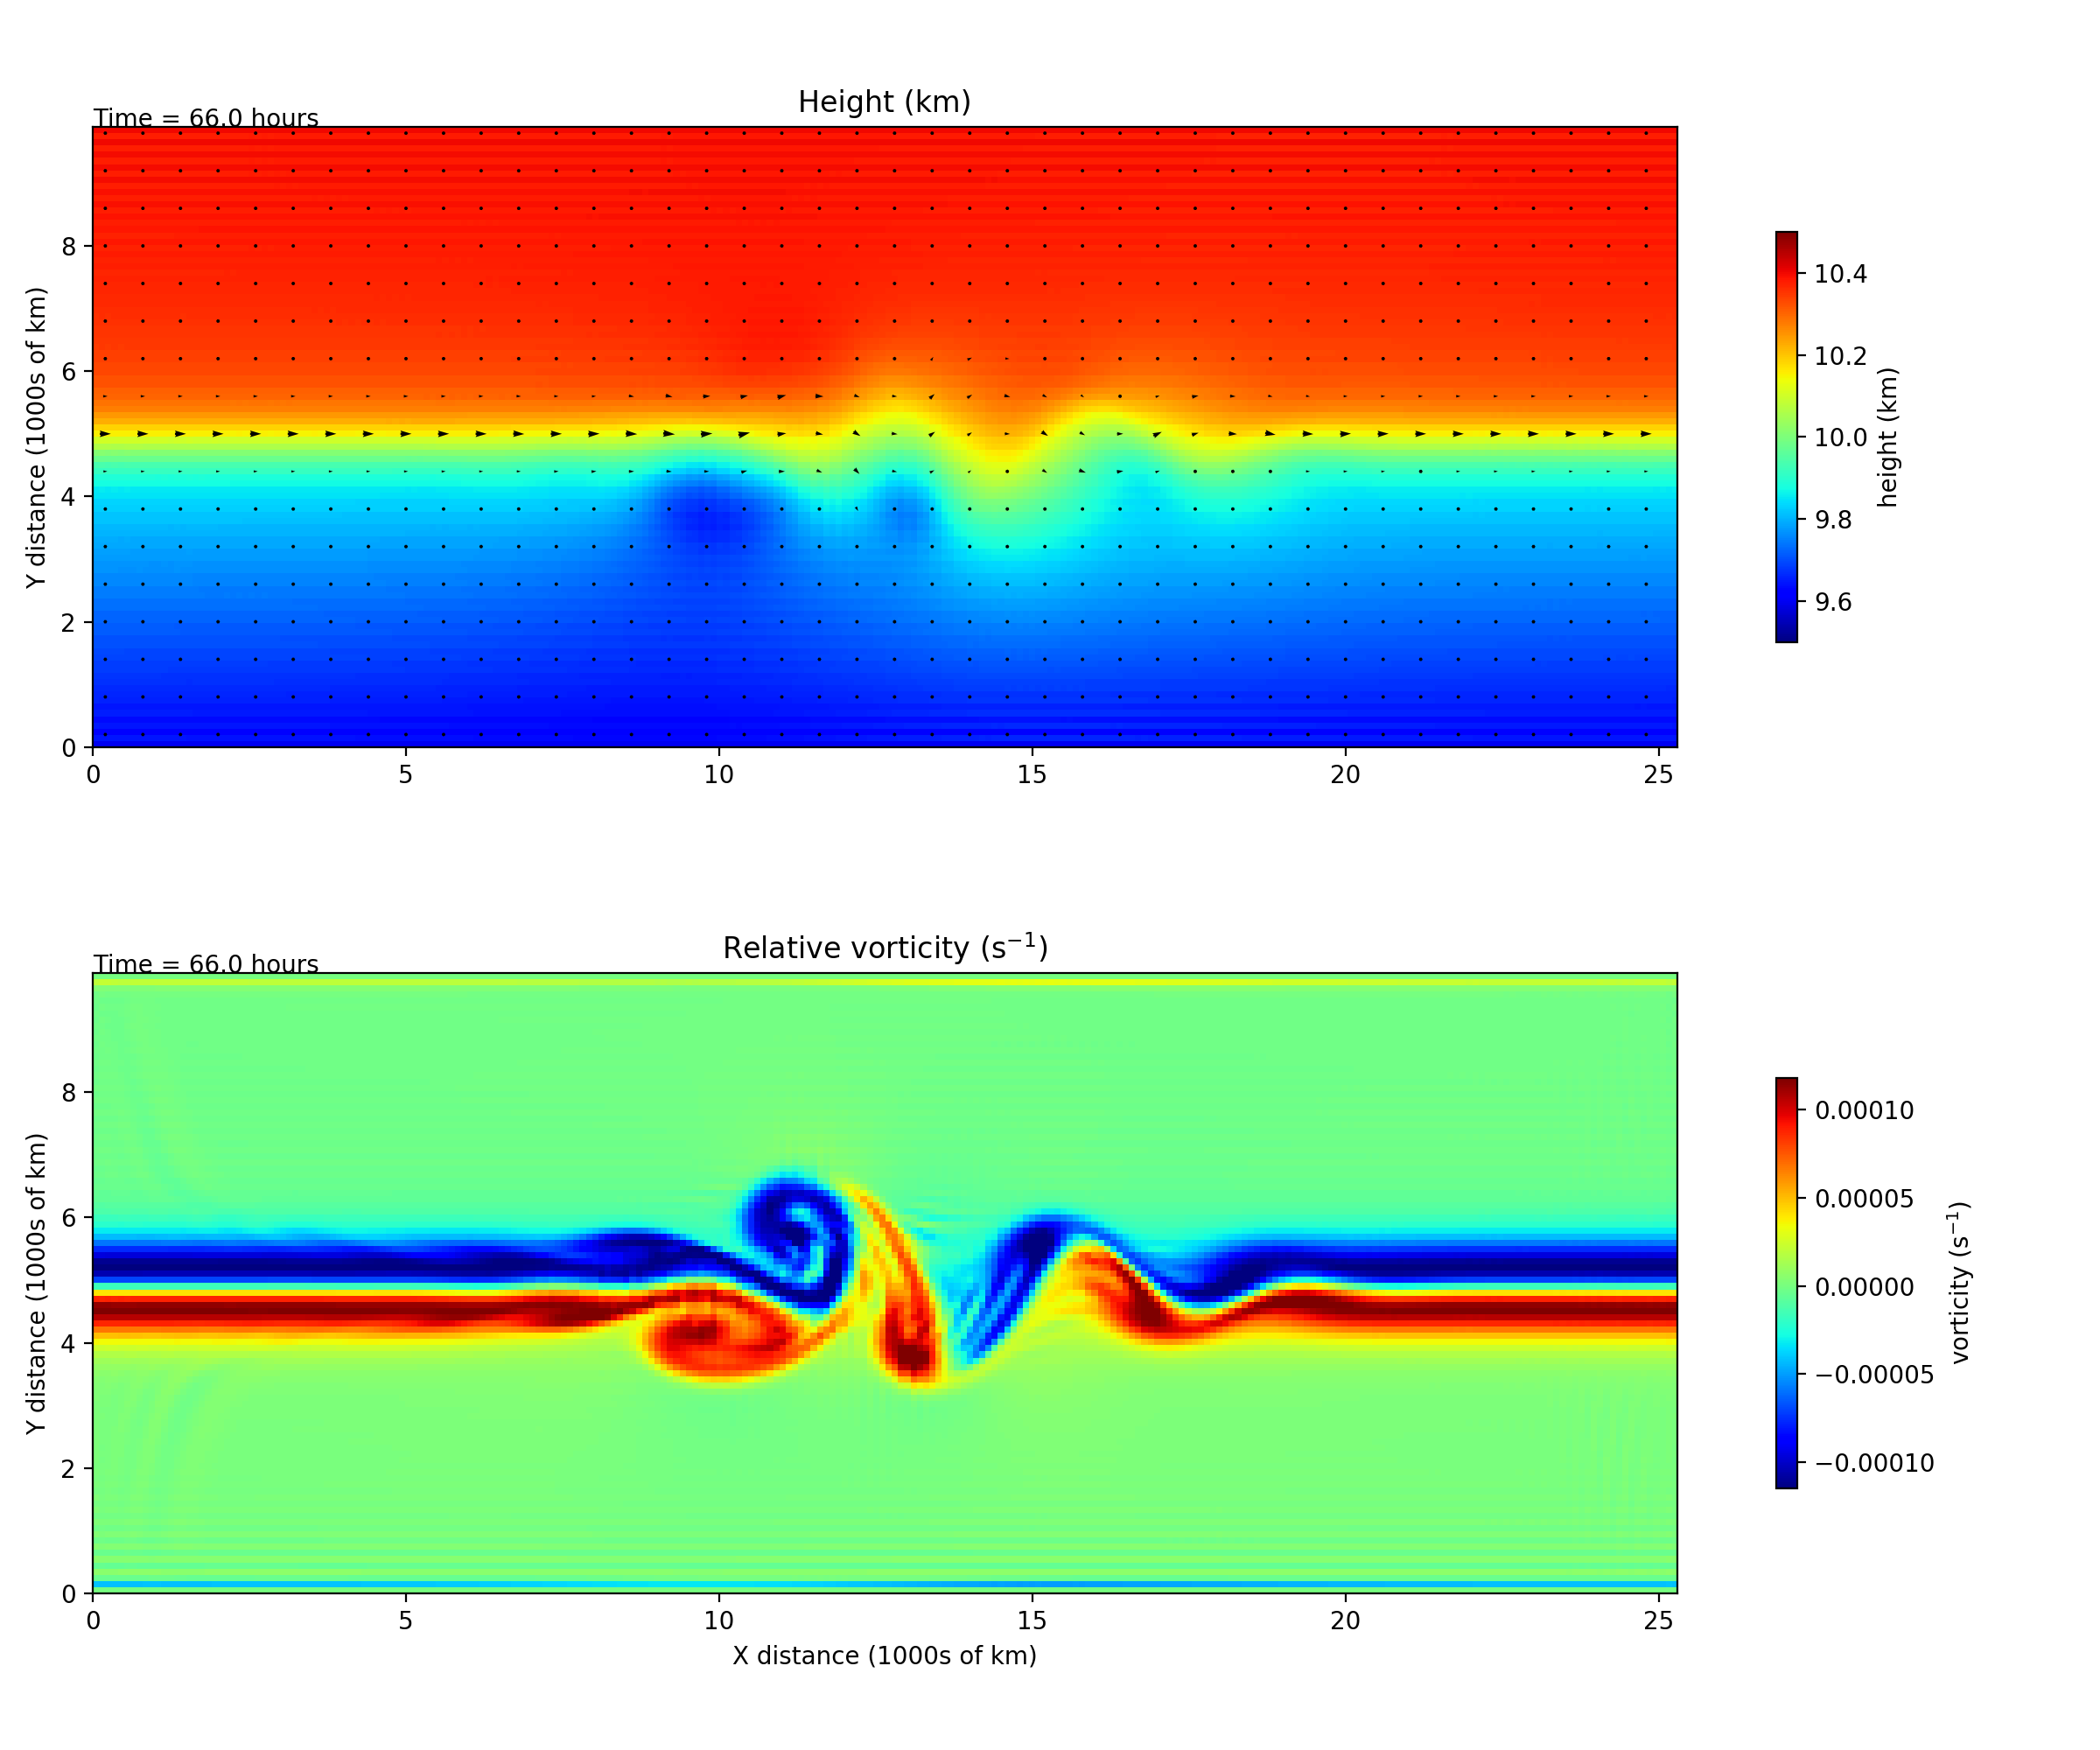 Height (km)
Time = 66.0 hours
Y distance (1000s of km)
8
6
4
2
0
0 5 10 15 20 25
10.4
10.2
10.0
9.8
9.6
height (km)
Relative vorticity (s⁻¹)
Time = 66.0 hours
Y distance (1000s of km)
8
6
4
2
0
0 5 10 15 20 25
X distance (1000s of km)
0.00010
0.00005
0.00000
−0.00005
−0.00010
vorticity (s⁻¹)